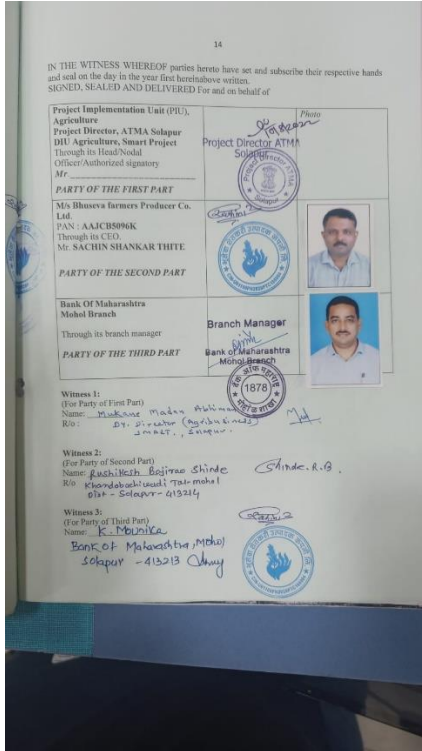 14
IN THE WITNESS WHEREOF parties hereto have set and subscribe their respective hands
and seal on the day in the year first hereinabove written.
SIGNED, SEALED AND DELIVERED For and on behalf of
Project Implementation Unit (PIU),
Agriculture
Project Director, ATMA Solapur
DIU Agriculture, Smart Project
Through its Head/Nodal
Officer/Authorized signatory
Mr
PARTY OF THE FIRST PART
Photo
Project Director ATMA
Solapur
Project Director ATMA
Solapur
M/s Bhuseva farmers Producer Co.
Ltd.
PAN : AAJCB5096K
Through its CEO.
Mr. SACHIN SHANKAR THITE
PARTY OF THE SECOND PART
Bank Of Maharashtra
Mohol Branch
Through its branch manager
PARTY OF THE THIRD PART
Branch Manager
Bank of Maharashtra
Mohol Branch
1878
Witness 1:
(For Party of First Part)
Name: Mukane Madan
R/o : Dy. Director (Agribusiness)
SMART, Solapur.
Witness 2:
(For Party of Second Part)
Name: Rushikesh Bajirao Shinde
R/o Khandobachiwadi Tal-mohol
Dist - Solapur - 413214
Shinde.R.B.
Witness 3:
(For Party of Third Part)
Name: K. Mounika
Bank of Maharashtra, Mohol
Solapur - 413213